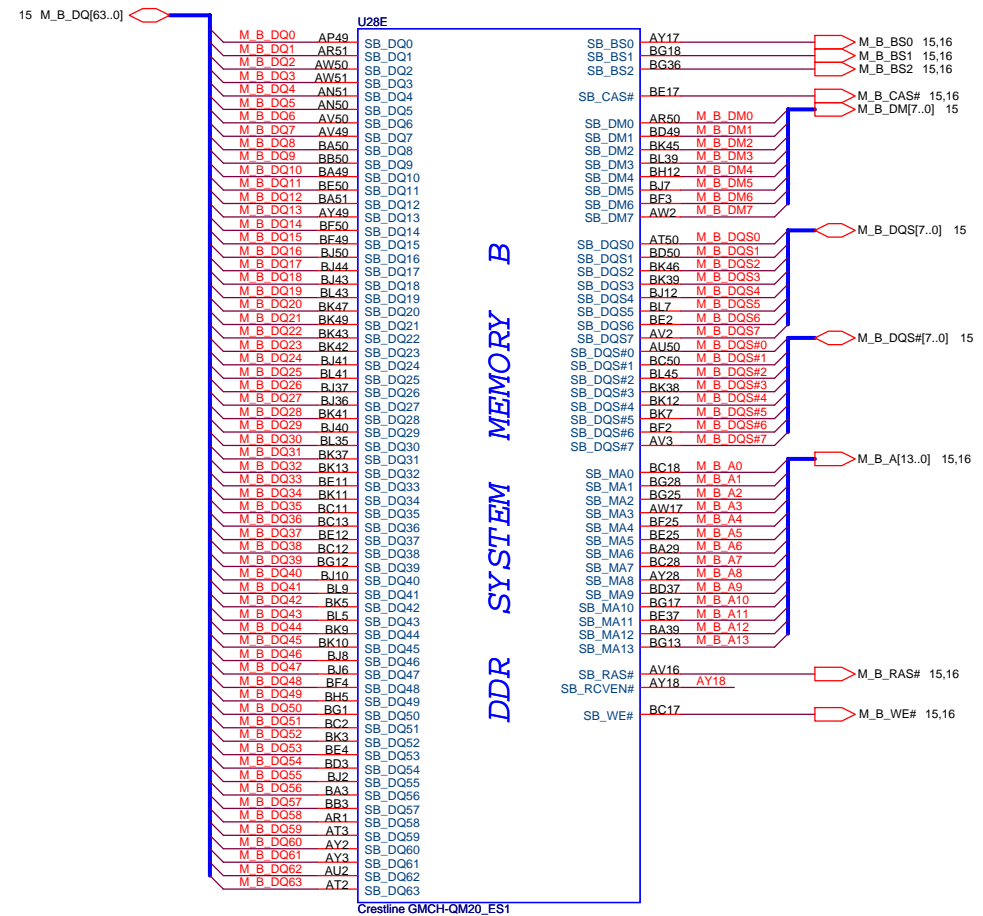 15 M_B_DQ[63..0]
U28E
M_B_DQ0 AP49 SB_DQ0
M_B_DQ1 AR51 SB_DQ1
M_B_DQ2 AW50 SB_DQ2
M_B_DQ3 AW51 SB_DQ3
M_B_DQ4 AN51 SB_DQ4
M_B_DQ5 AN50 SB_DQ5
M_B_DQ6 AV50 SB_DQ6
M_B_DQ7 AV49 SB_DQ7
M_B_DQ8 BA50 SB_DQ8
M_B_DQ9 BB50 SB_DQ9
M_B_DQ10 BA49 SB_DQ10
M_B_DQ11 BE50 SB_DQ11
M_B_DQ12 BA51 SB_DQ12
M_B_DQ13 AY49 SB_DQ13
M_B_DQ14 BF50 SB_DQ14
M_B_DQ15 BF49 SB_DQ15
M_B_DQ16 BJ50 SB_DQ16
M_B_DQ17 BJ44 SB_DQ17
M_B_DQ18 BJ43 SB_DQ18
M_B_DQ19 BL43 SB_DQ19
M_B_DQ20 BK47 SB_DQ20
M_B_DQ21 BK49 SB_DQ21
M_B_DQ22 BK43 SB_DQ22
M_B_DQ23 BK42 SB_DQ23
M_B_DQ24 BJ41 SB_DQ24
M_B_DQ25 BL41 SB_DQ25
M_B_DQ26 BJ37 SB_DQ26
M_B_DQ27 BJ36 SB_DQ27
M_B_DQ28 BK41 SB_DQ28
M_B_DQ29 BJ40 SB_DQ29
M_B_DQ30 BL35 SB_DQ30
M_B_DQ31 BK37 SB_DQ31
M_B_DQ32 BK13 SB_DQ32
M_B_DQ33 BE11 SB_DQ33
M_B_DQ34 BK11 SB_DQ34
M_B_DQ35 BC11 SB_DQ35
M_B_DQ36 BC13 SB_DQ36
M_B_DQ37 BE12 SB_DQ37
M_B_DQ38 BC12 SB_DQ38
M_B_DQ39 BG12 SB_DQ39
M_B_DQ40 BJ10 SB_DQ40
M_B_DQ41 BL9 SB_DQ41
M_B_DQ42 BK5 SB_DQ42
M_B_DQ43 BL5 SB_DQ43
M_B_DQ44 BK9 SB_DQ44
M_B_DQ45 BK10 SB_DQ45
M_B_DQ46 BJ8 SB_DQ46
M_B_DQ47 BJ6 SB_DQ47
M_B_DQ48 BF4 SB_DQ48
M_B_DQ49 BH5 SB_DQ49
M_B_DQ50 BG1 SB_DQ50
M_B_DQ51 BC2 SB_DQ51
M_B_DQ52 BK3 SB_DQ52
M_B_DQ53 BE4 SB_DQ53
M_B_DQ54 BD3 SB_DQ54
M_B_DQ55 BJ2 SB_DQ55
M_B_DQ56 BA3 SB_DQ56
M_B_DQ57 BB3 SB_DQ57
M_B_DQ58 AR1 SB_DQ58
M_B_DQ59 AT3 SB_DQ59
M_B_DQ60 AY2 SB_DQ60
M_B_DQ61 AY3 SB_DQ61
M_B_DQ62 AU2 SB_DQ62
M_B_DQ63 AT2 SB_DQ63
DDR SYSTEM MEMORY B
SB_BS0 AY17 M_B_BS0 15,16
SB_BS1 BG18 M_B_BS1 15,16
SB_BS2 BG36 M_B_BS2 15,16
SB_CAS# BE17 M_B_CAS# 15,16
M_B_DM[7..0] 15
SB_DM0 AR50 M_B_DM0
SB_DM1 BD49 M_B_DM1
SB_DM2 BK45 M_B_DM2
SB_DM3 BL39 M_B_DM3
SB_DM4 BH12 M_B_DM4
SB_DM5 BJ7 M_B_DM5
SB_DM6 BF3 M_B_DM6
SB_DM7 AW2 M_B_DM7
M_B_DQS[7..0] 15
SB_DQS0 AT50 M_B_DQS0
SB_DQS1 BD50 M_B_DQS1
SB_DQS2 BK46 M_B_DQS2
SB_DQS3 BK39 M_B_DQS3
SB_DQS4 BJ12 M_B_DQS4
SB_DQS5 BL7 M_B_DQS5
SB_DQS6 BE2 M_B_DQS6
SB_DQS7 AV2 M_B_DQS7
M_B_DQS#[7..0] 15
SB_DQS#0 AU50 M_B_DQS#0
SB_DQS#1 BC50 M_B_DQS#1
SB_DQS#2 BL45 M_B_DQS#2
SB_DQS#3 BK38 M_B_DQS#3
SB_DQS#4 BK12 M_B_DQS#4
SB_DQS#5 BK7 M_B_DQS#5
SB_DQS#6 BF2 M_B_DQS#6
SB_DQS#7 AV3 M_B_DQS#7
M_B_A[13..0] 15,16
SB_MA0 BC18 M_B_A0
SB_MA1 BG28 M_B_A1
SB_MA2 BG25 M_B_A2
SB_MA3 AW17 M_B_A3
SB_MA4 BF25 M_B_A4
SB_MA5 BE25 M_B_A5
SB_MA6 BA29 M_B_A6
SB_MA7 BC28 M_B_A7
SB_MA8 AY28 M_B_A8
SB_MA9 BD37 M_B_A9
SB_MA10 BG17 M_B_A10
SB_MA11 BE37 M_B_A11
SB_MA12 BA39 M_B_A12
SB_MA13 BG13 M_B_A13
SB_RAS# AV16 M_B_RAS# 15,16
SB_RCVEN# AY18 AY18
SB_WE# BC17 M_B_WE# 15,16
Crestline GMCH-QM20_ES1